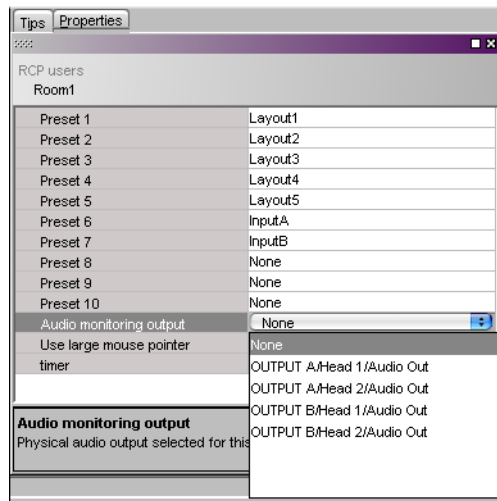 Tips Properties
RCP users
Room1
Preset 1 Layout1
Preset 2 Layout2
Preset 3 Layout3
Preset 4 Layout4
Preset 5 Layout5
Preset 6 InputA
Preset 7 InputB
Preset 8 None
Preset 9 None
Preset 10 None
Audio monitoring output None
Use large mouse pointer None
timer OUTPUT A/Head 1/Audio Out
OUTPUT A/Head 2/Audio Out
OUTPUT B/Head 1/Audio Out
OUTPUT B/Head 2/Audio Out
Audio monitoring output
Physical audio output selected for this